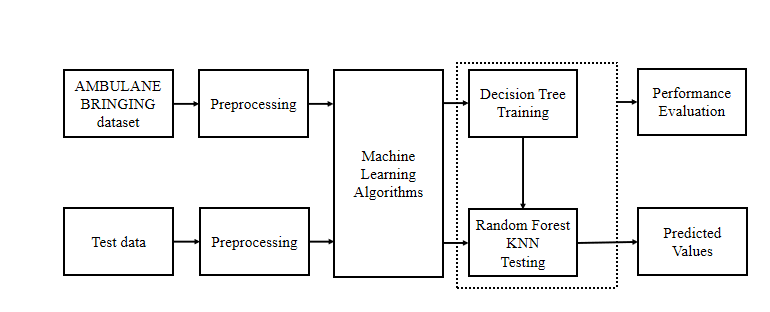 AMBULANE
BRINGING
dataset
Preprocessing
Machine
Learning
Algorithms
Decision Tree
Training
Performance
Evaluation
Test data
Preprocessing
Random Forest
KNN
Testing
Predicted
Values